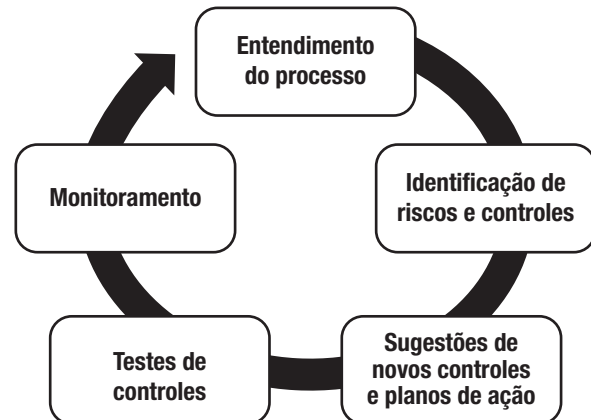 Entendimento
do processo
Identificação de
riscos e controles
Sugestões de
novos controles
e planos de ação
Testes de
controles
Monitoramento